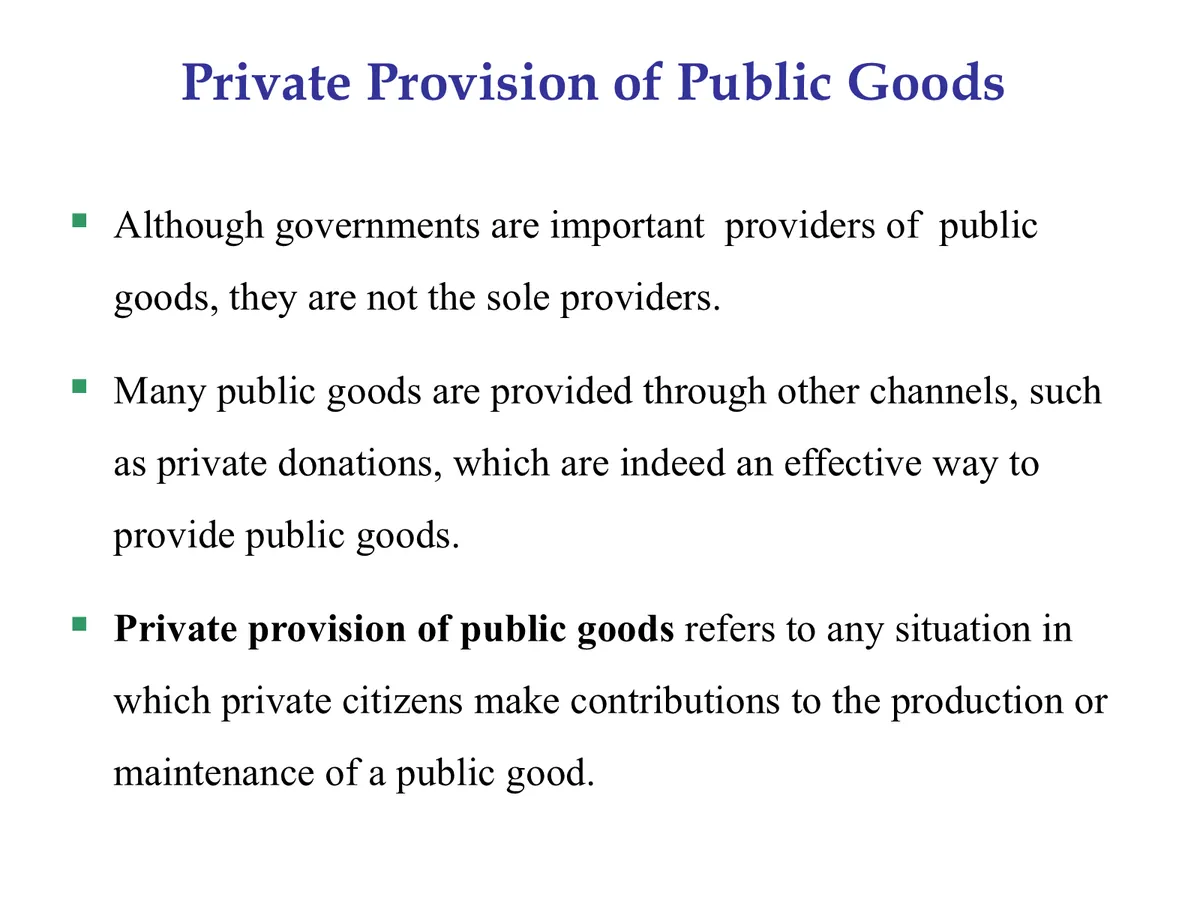 Private Provision of Public Goods
▪ Although governments are important  providers of  public
goods, they are not the sole providers.
▪ Many public goods are provided through other channels, such
as private donations, which are indeed an effective way to
provide public goods.
▪ Private provision of public goods refers to any situation in
which private citizens make contributions to the production or
maintenance of a public good.